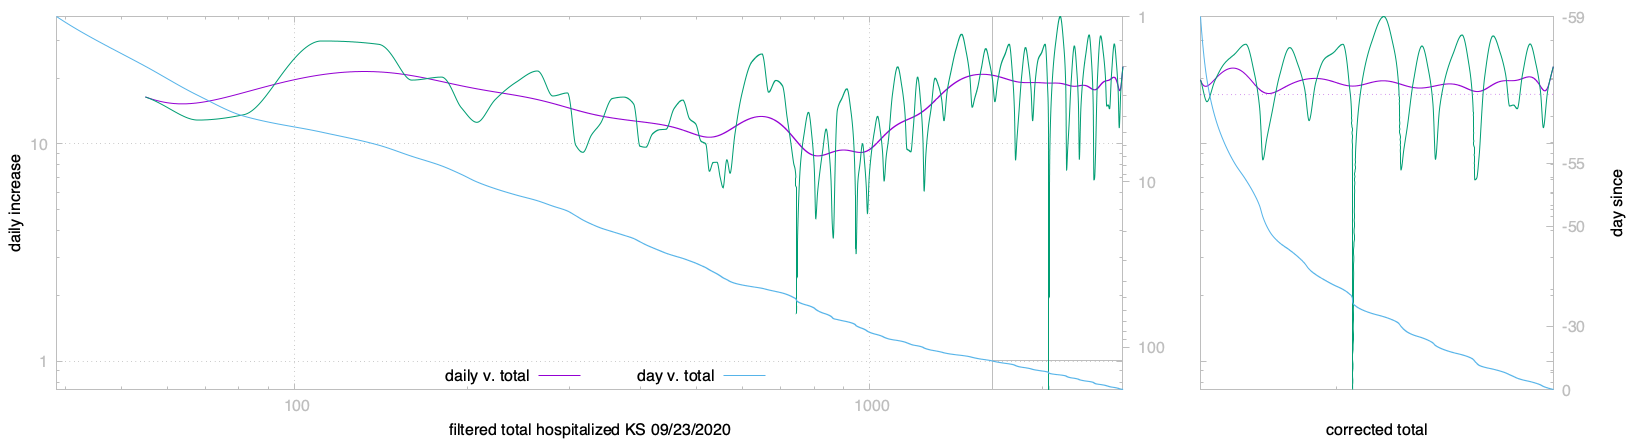 daily increase
10
1
1
10
100
daily v. total
day v. total
100
1000
filtered total hospitalized KS 09/23/2020
-59
-55
-50
-30
0
day since
corrected total